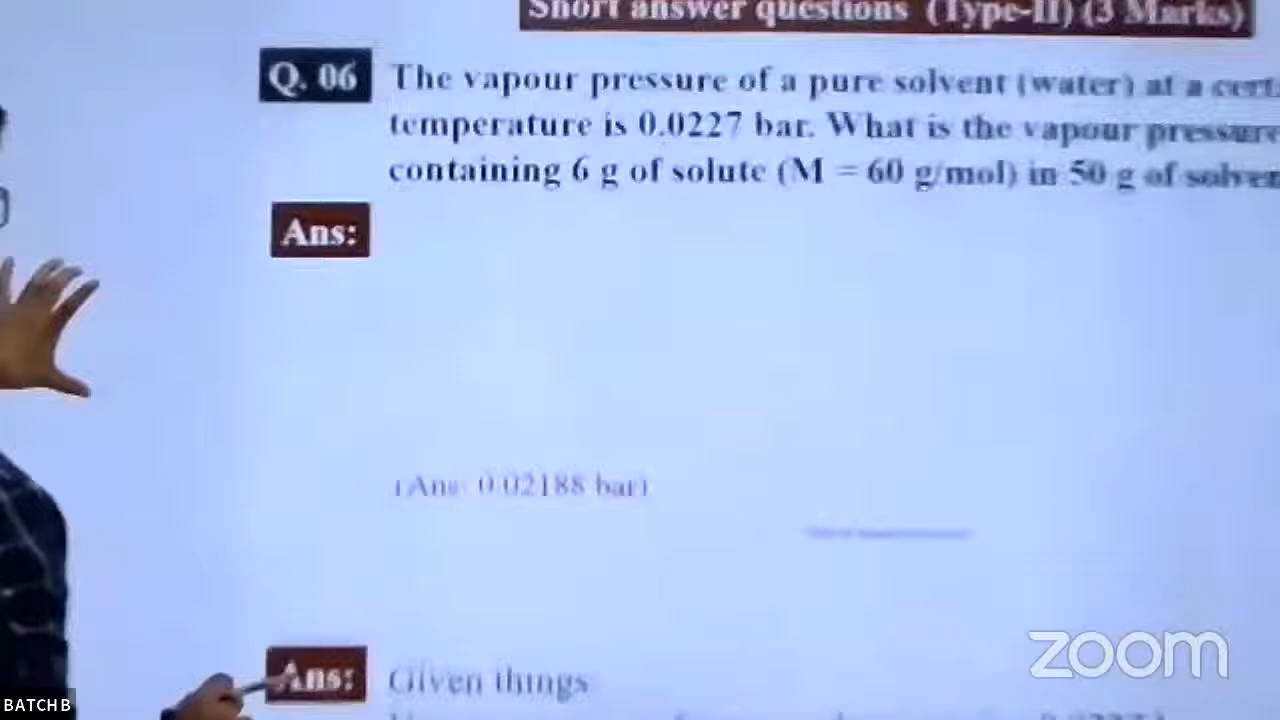 Short answer questions (Type-II) (3 Marks)
Q. 06 The vapour pressure of a pure solvent (water) at a cert
temperature is 0.0227 bar. What is the vapour pressure
containing 6 g of solute (M = 60 g/mol) in 50 g of solven
Ans:
(Ans: 0.02188 bar)
zoom
Ans: Given things
BATCH B